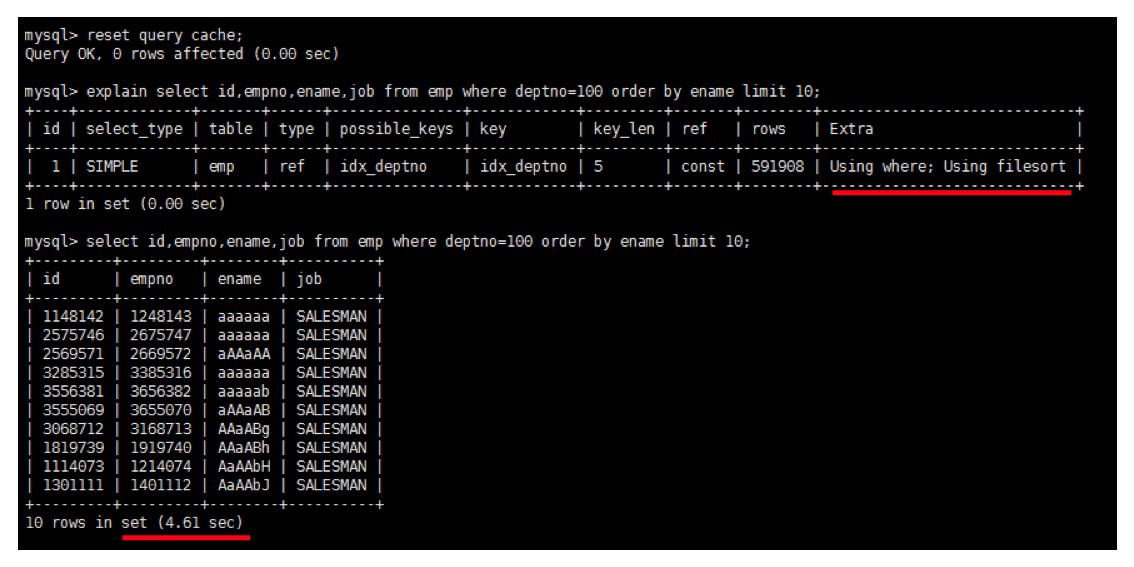 mysql> reset query cache;
Query OK, 0 rows affected (0.00 sec)
mysql> explain select id,empno,ename,job from emp where deptno=100 order by ename limit 10;
+----+-------------+-------+------+---------------+------------+---------+-------+--------+-----------------------------+
| id | select_type | table | type | possible_keys | key        | key_len | ref   | rows   | Extra                       |
+----+-------------+-------+------+---------------+------------+---------+-------+--------+-----------------------------+
|  1 | SIMPLE      | emp   | ref  | idx_deptno    | idx_deptno | 5       | const | 591908 | Using where; Using filesort |
+----+-------------+-------+------+---------------+------------+---------+-------+--------+-----------------------------+
1 row in set (0.00 sec)
mysql> select id,empno,ename,job from emp where deptno=100 order by ename limit 10;
+---------+---------+--------+----------+
| id      | empno   | ename  | job      |
+---------+---------+--------+----------+
| 1148142 | 1248143 | aaaaaa | SALESMAN |
| 2575746 | 2675747 | aaaaaa | SALESMAN |
| 2569571 | 2669572 | aAAaAA | SALESMAN |
| 3285315 | 3385316 | aaaaaa | SALESMAN |
| 3556381 | 3656382 | aaaaab | SALESMAN |
| 3555069 | 3655070 | aAAaAB | SALESMAN |
| 3068712 | 3168713 | AAaABg | SALESMAN |
| 1819739 | 1919740 | AAaABh | SALESMAN |
| 1114073 | 1214074 | AaAAbH | SALESMAN |
| 1301111 | 1401112 | AaAAbJ | SALESMAN |
+---------+---------+--------+----------+
10 rows in set (4.61 sec)